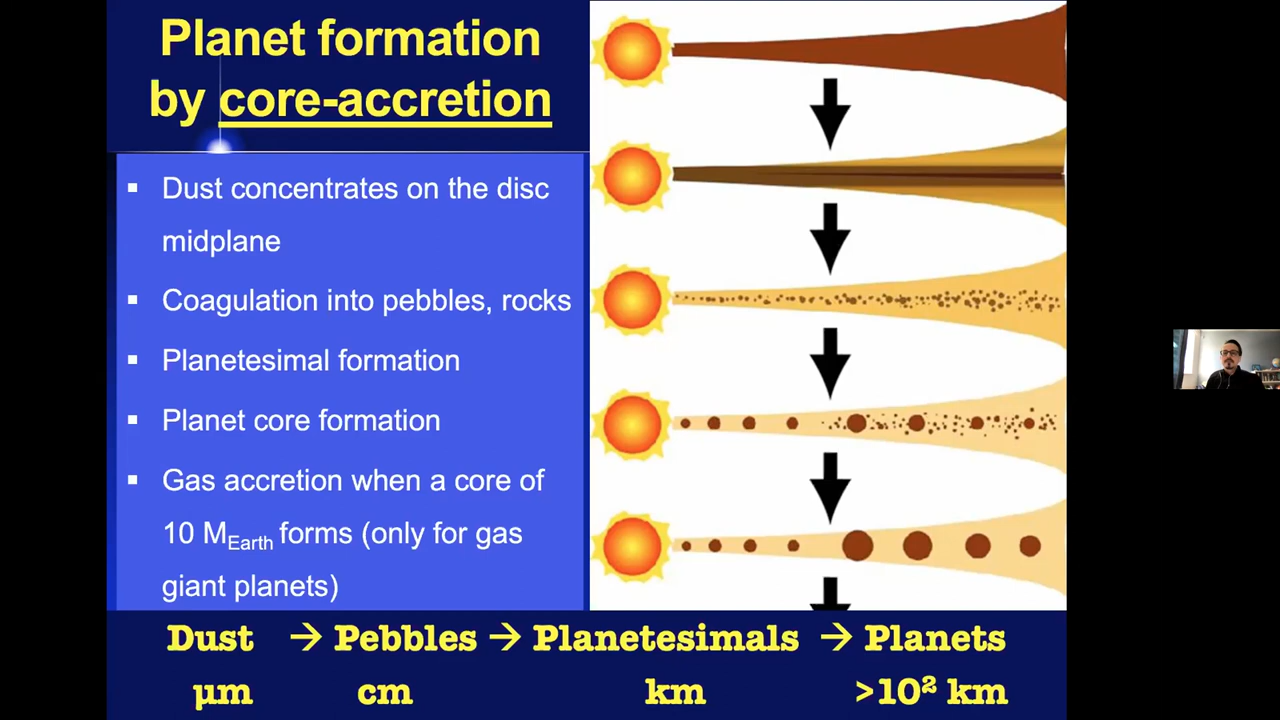 Planet formation
by core-accretion
▪ Dust concentrates on the disc
midplane
▪ Coagulation into pebbles, rocks
▪ Planetesimal formation
▪ Planet core formation
▪ Gas accretion when a core of
10 MEarth forms (only for gas
giant planets)
Dust → Pebbles → Planetesimals → Planets
μm cm km >10² km